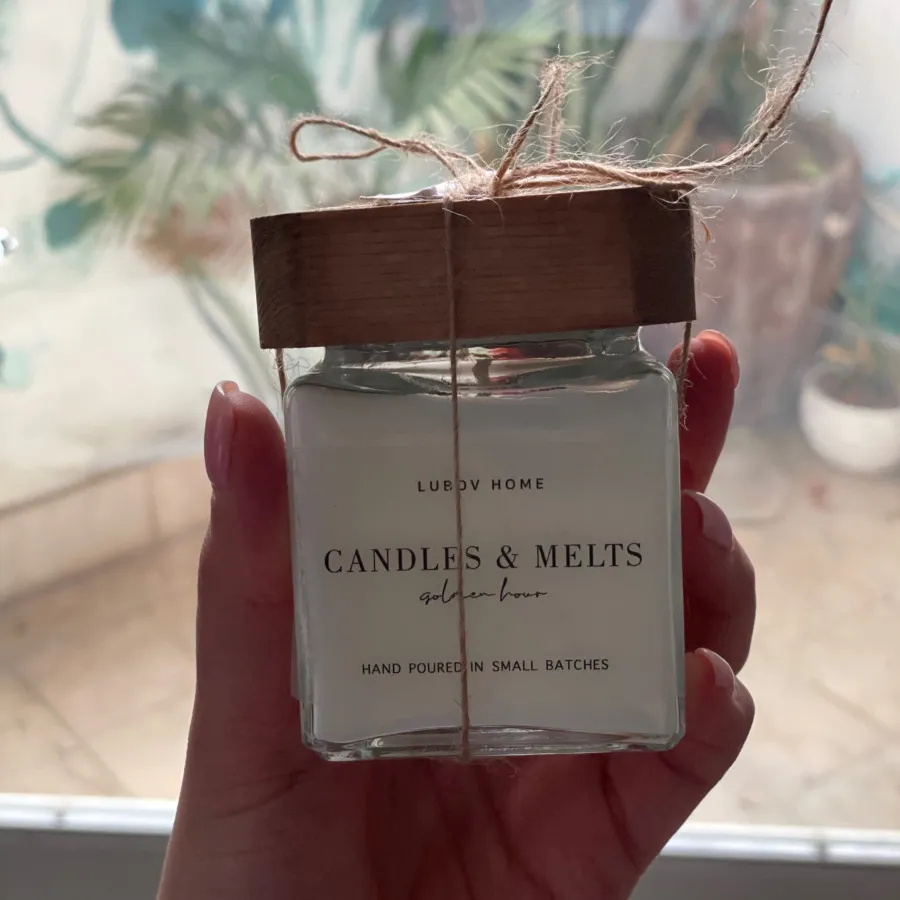 LUBOV HOME
CANDLES & MELTS
golden hour
HAND POURED IN SMALL BATCHES